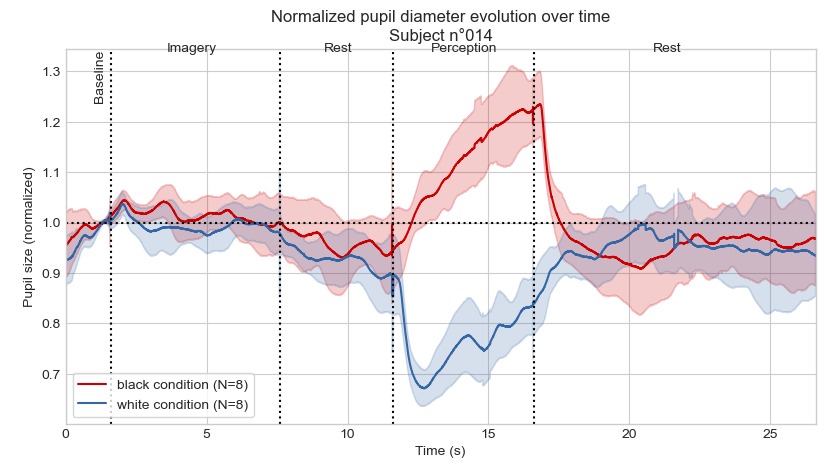 Normalized pupil diameter evolution over time
Subject n°014
Imagery
Rest
Perception
Rest
Baseline
1.3
1.2
1.1
1.0
0.9
0.8
0.7
Pupil size (normalized)
black condition (N=8)
white condition (N=8)
0
5
10
15
20
25
Time (s)